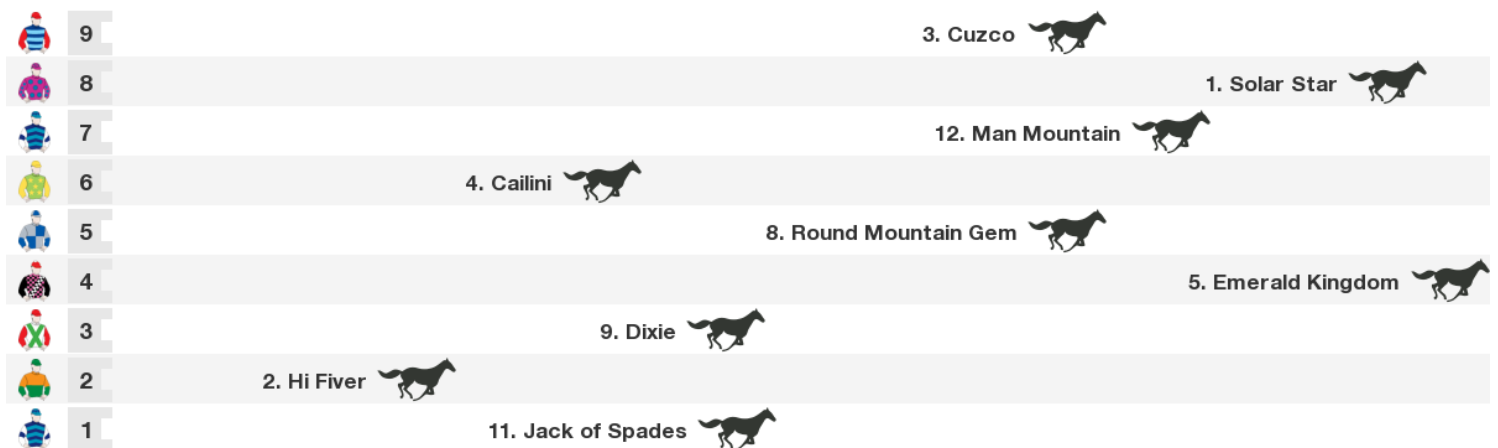 9 3. Cuzco
8 1. Solar Star
7 12. Man Mountain
6 4. Cailini
5 8. Round Mountain Gem
4 5. Emerald Kingdom
3 9. Dixie
2 2. Hi Fiver
1 11. Jack of Spades